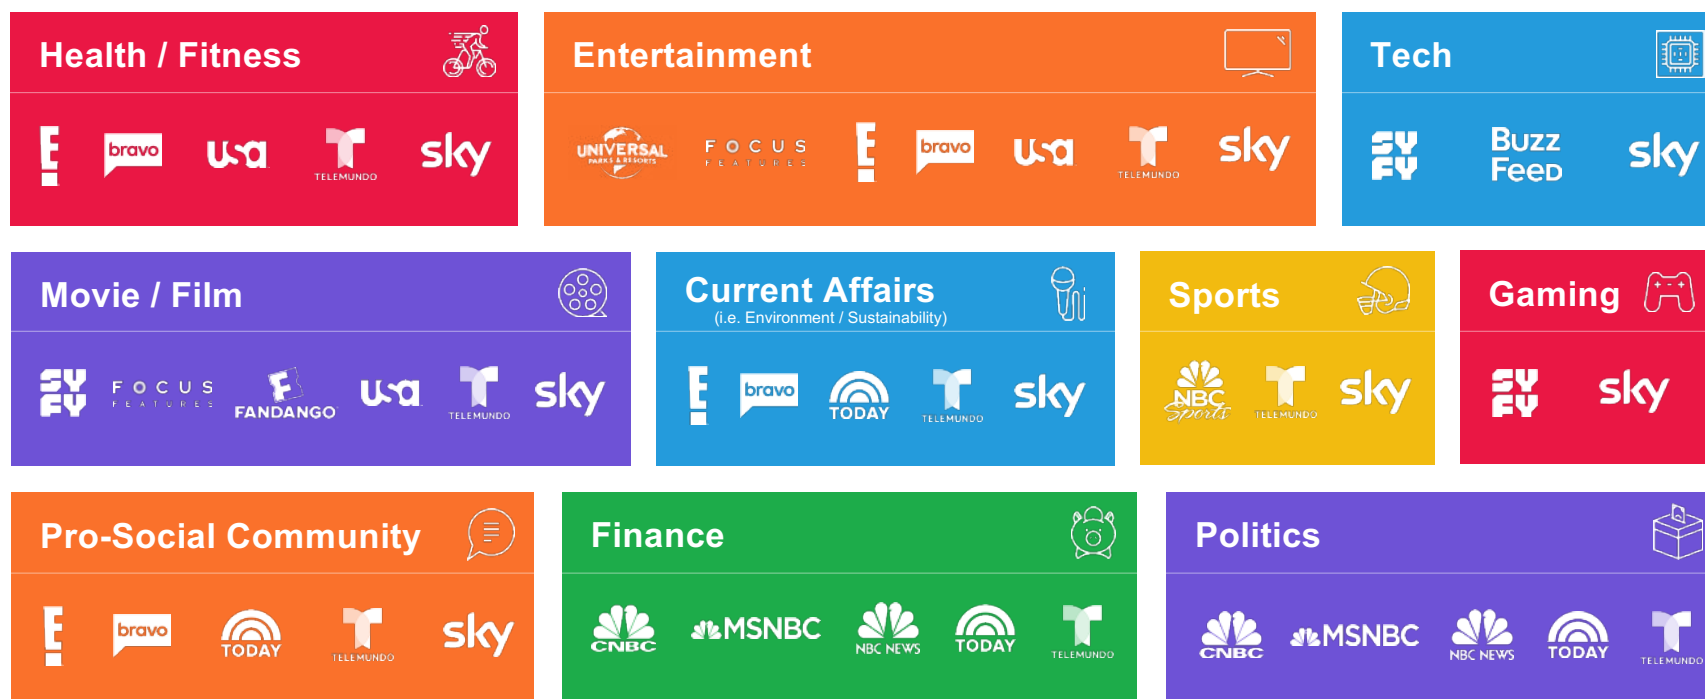 Health / Fitness
E!
bravo
usa
TELEMUNDO
sky
Entertainment
UNIVERSAL
PARKS & RESORTS
FOCUS
FEATURES
E!
bravo
usa
TELEMUNDO
sky
Tech
SYFY
BuzzFeed
sky
Movie / Film
SYFY
FOCUS
FEATURES
FANDANGO
usa
TELEMUNDO
sky
Current Affairs
(i.e. Environment / Sustainability)
E!
bravo
TODAY
TELEMUNDO
sky
Sports
NBC
Sports
TELEMUNDO
sky
Gaming
SYFY
sky
Pro-Social Community
E!
bravo
TODAY
TELEMUNDO
sky
Finance
CNBC
MSNBC
NBC NEWS
TODAY
TELEMUNDO
Politics
CNBC
MSNBC
NBC NEWS
TODAY
TELEMUNDO